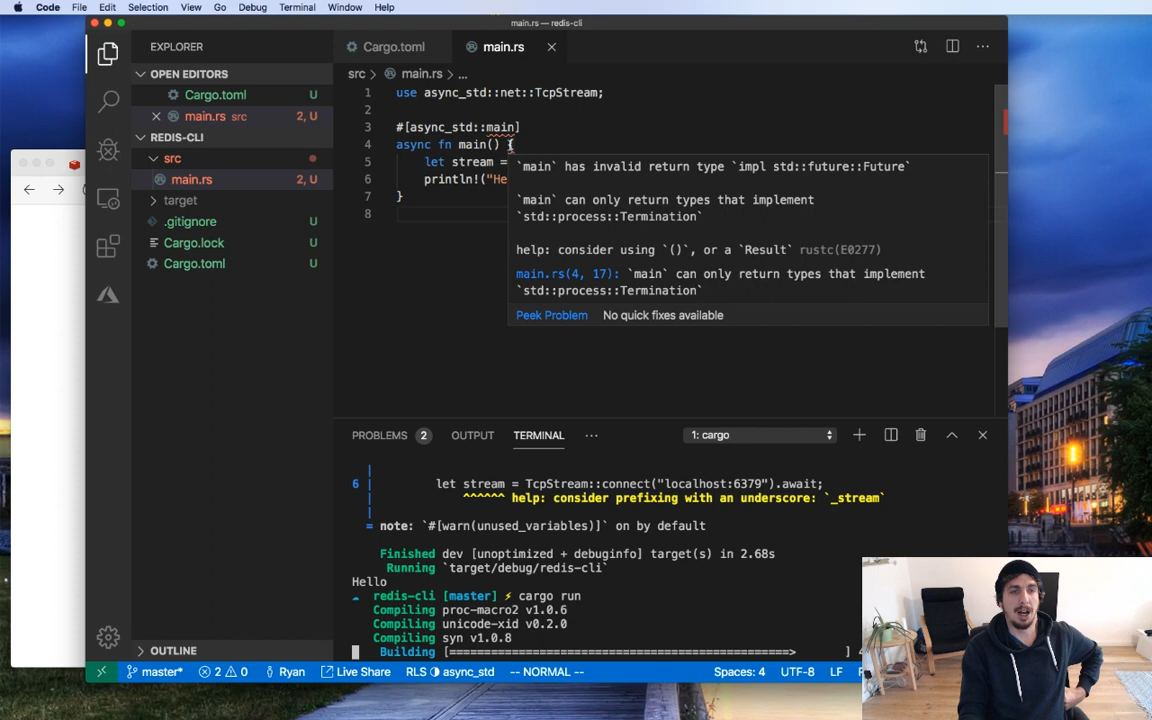 Code File Edit Selection View Go Debug Terminal Window Help
main.rs — redis-cli
EXPLORER
OPEN EDITORS
Cargo.toml U
main.rs src 2, U
REDIS-CLI
src
main.rs 2, U
target
.gitignore U
Cargo.lock U
Cargo.toml U
OUTLINE
Cargo.toml main.rs
src > main.rs > ...
1 use async_std::net::TcpStream;
2
3 #[async_std::main]
4 async fn main() {
5 let stream =
6 println!("He
7 }
8
`main` has invalid return type `impl std::future::Future`
`main` can only return types that implement
`std::process::Termination`
help: consider using `()`, or a `Result` rustc(E0277)
main.rs(4, 17): `main` can only return types that implement
`std::process::Termination`
Peek Problem No quick fixes available
PROBLEMS 2 OUTPUT TERMINAL ... 1: cargo
|
6 | let stream = TcpStream::connect("localhost:6379").await;
| ^^^^^^ help: consider prefixing with an underscore: `_stream`
|
= note: `#[warn(unused_variables)]` on by default
Finished dev [unoptimized + debuginfo] target(s) in 2.68s
Running `target/debug/redis-cli`
Hello
redis-cli [master] ⚡ cargo run
Compiling proc-macro2 v1.0.6
Compiling unicode-xid v0.2.0
Compiling syn v1.0.8
Building [=================================================> ] 4
master* 2 0 Ryan Live Share RLS async_std -- NORMAL -- Spaces: 4 UTF-8 LF